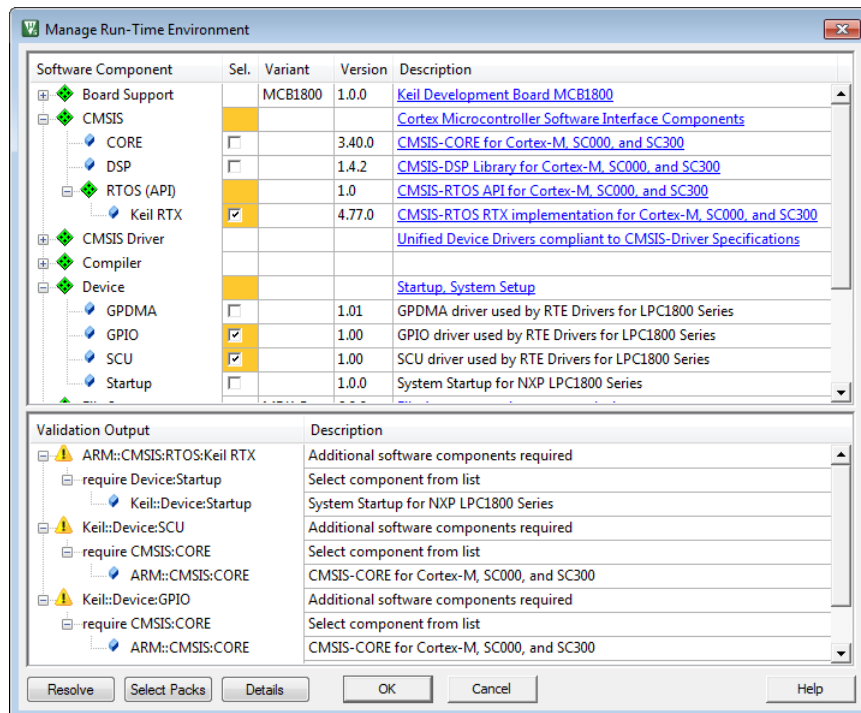 Manage Run-Time Environment
Software Component Sel. Variant Version Description
Board Support MCB1800 1.0.0 Keil Development Board MCB1800
CMSIS Cortex Microcontroller Software Interface Components
CORE 3.40.0 CMSIS-CORE for Cortex-M, SC000, and SC300
DSP 1.4.2 CMSIS-DSP Library for Cortex-M, SC000, and SC300
RTOS (API) 1.0 CMSIS-RTOS API for Cortex-M, SC000, and SC300
Keil RTX 4.77.0 CMSIS-RTOS RTX implementation for Cortex-M, SC000, and SC300
CMSIS Driver Unified Device Drivers compliant to CMSIS-Driver Specifications
Compiler
Device Startup, System Setup
GPDMA 1.01 GPDMA driver used by RTE Drivers for LPC1800 Series
GPIO 1.00 GPIO driver used by RTE Drivers for LPC1800 Series
SCU 1.00 SCU driver used by RTE Drivers for LPC1800 Series
Startup 1.0.0 System Startup for NXP LPC1800 Series
Validation Output Description
ARM::CMSIS:RTOS:Keil RTX Additional software components required
require Device:Startup Select component from list
Keil::Device:Startup System Startup for NXP LPC1800 Series
Keil::Device:SCU Additional software components required
require CMSIS:CORE Select component from list
ARM::CMSIS:CORE CMSIS-CORE for Cortex-M, SC000, and SC300
Keil::Device:GPIO Additional software components required
require CMSIS:CORE Select component from list
ARM::CMSIS:CORE CMSIS-CORE for Cortex-M, SC000, and SC300
Resolve Select Packs Details OK Cancel Help